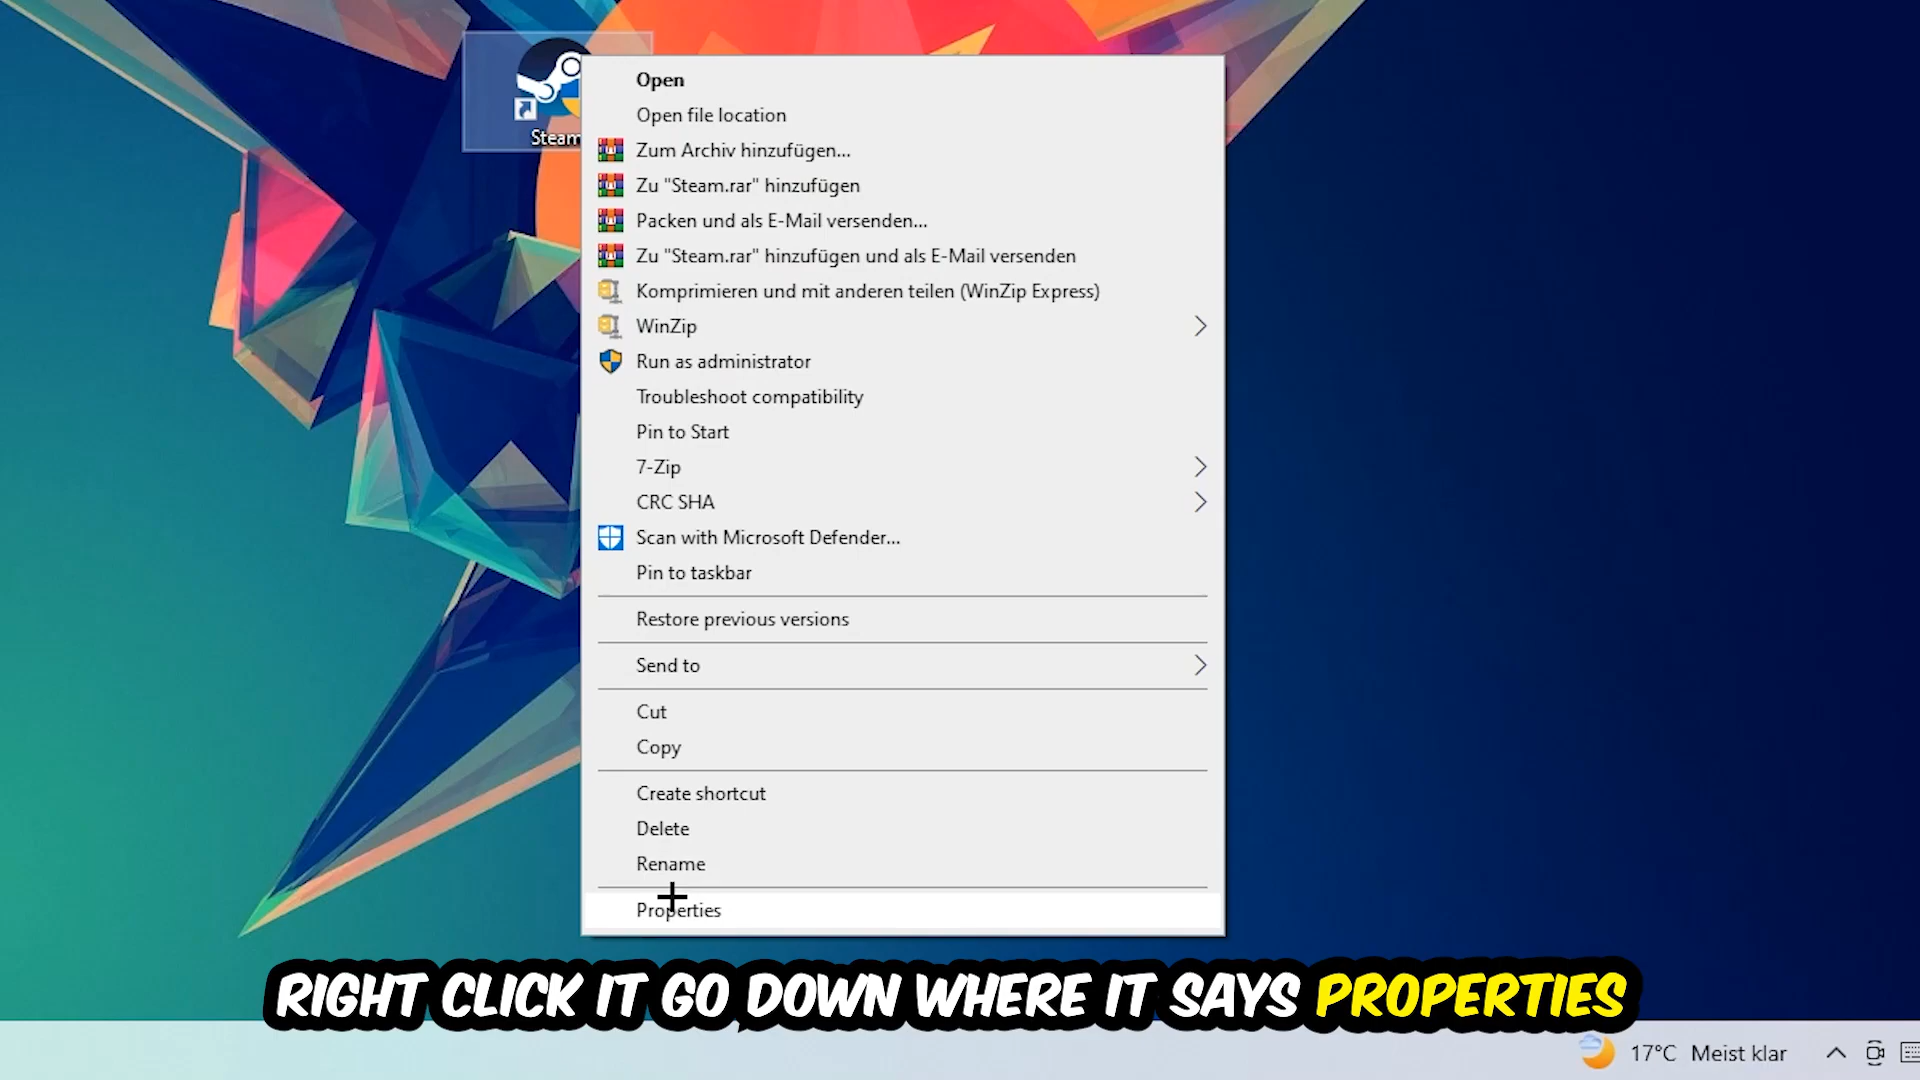 Steam
Open
Open file location
Zum Archiv hinzufügen...
Zu "Steam.rar" hinzufügen
Packen und als E-Mail versenden...
Zu "Steam.rar" hinzufügen und als E-Mail versenden
Komprimieren und mit anderen teilen (WinZip Express)
WinZip
Run as administrator
Troubleshoot compatibility
Pin to Start
7-Zip
CRC SHA
Scan with Microsoft Defender...
Pin to taskbar
Restore previous versions
Send to
Cut
Copy
Create shortcut
Delete
Rename
Properties
RIGHT CLICK IT GO DOWN WHERE IT SAYS PROPERTIES
17°C Meist klar